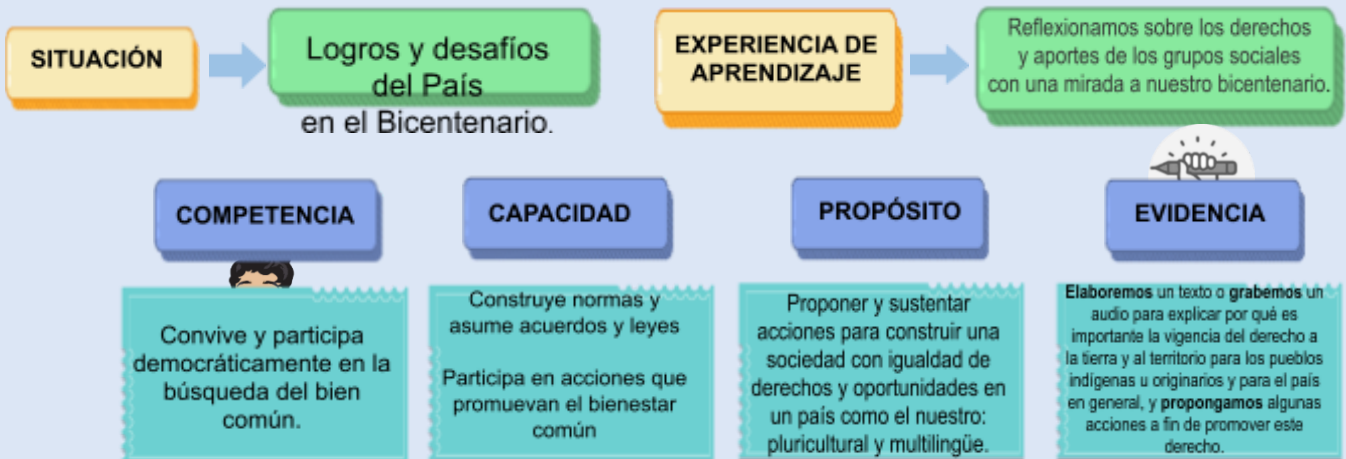 SITUACIÓN
Logros y desafíos
del País
en el Bicentenario.
EXPERIENCIA DE
APRENDIZAJE
Reflexionamos sobre los derechos
y aportes de los grupos sociales
con una mirada a nuestro bicentenario.
COMPETENCIA
Convive y participa
democráticamente en la
búsqueda del bien
común.
CAPACIDAD
Construye normas y
asume acuerdos y leyes
Participa en acciones que
promuevan el bienestar
común
PROPÓSITO
Proponer y sustentar
acciones para construir una
sociedad con igualdad de
derechos y oportunidades en
un país como el nuestro:
pluricultural y multilingüe.
EVIDENCIA
Elaboremos un texto o grabemos un
audio para explicar por qué es
importante la vigencia del derecho a
la tierra y al territorio para los pueblos
indígenas u originarios y para el país
en general, y propongamos algunas
acciones a fin de promover este
derecho.